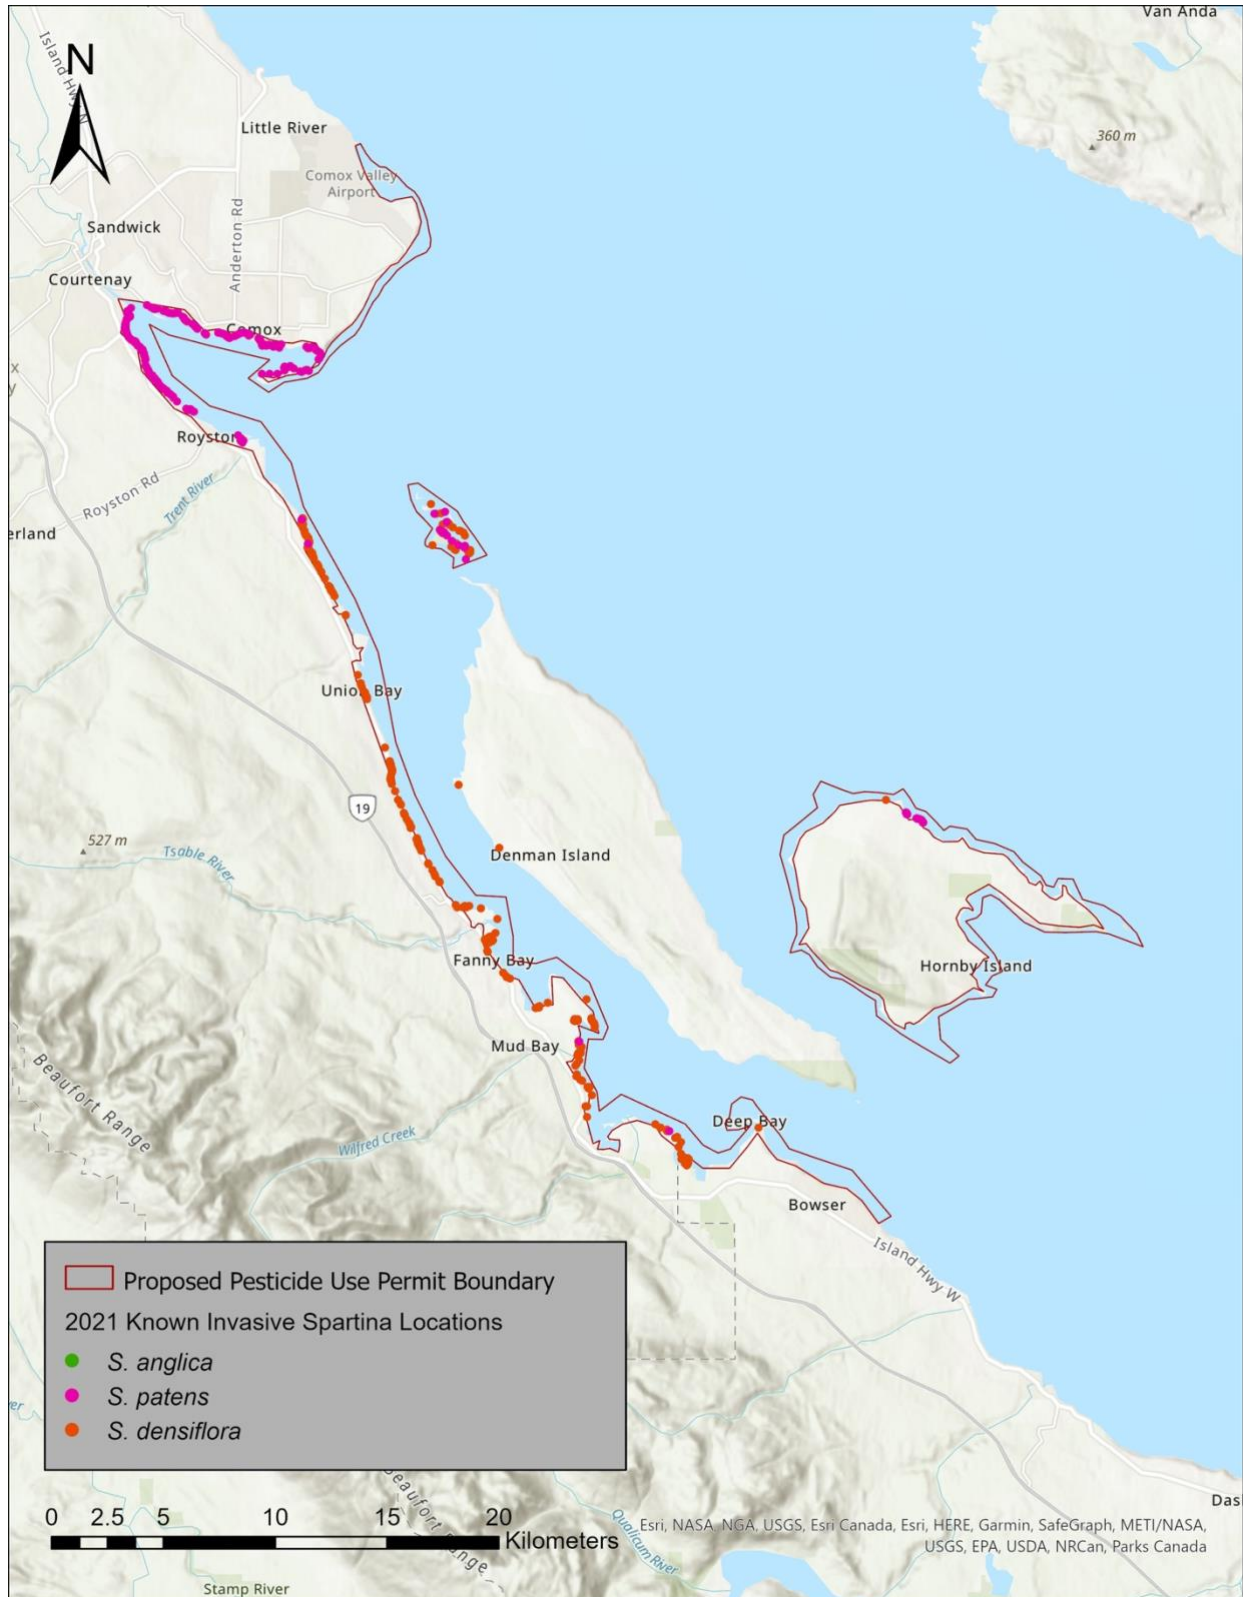 Van Anda
Island Hwy N
N
Little River
360 m
Comox Valley
Airport
Anderton Rd
Sandwick
Courtenay
Comox
Royston
Royston Rd
Trent River
erland
Union Bay
19
527 m
Tsable River
Denman Island
Fanny Bay
Hornby Island
Mud Bay
Beaufort Range
Wilfred Creek
Deep Bay
Bowser
Island Hwy W
Proposed Pesticide Use Permit Boundary
2021 Known Invasive Spartina Locations
S. anglica
S. patens
S. densiflora
Beaufort Range
Das
0 2.5 5 10 15 20
Kilometers
Qualicum River
Esri, NASA, NGA, USGS, Esri Canada, Esri, HERE, Garmin, SafeGraph, METI/NASA,
USGS, EPA, USDA, NRCan, Parks Canada
Stamp River